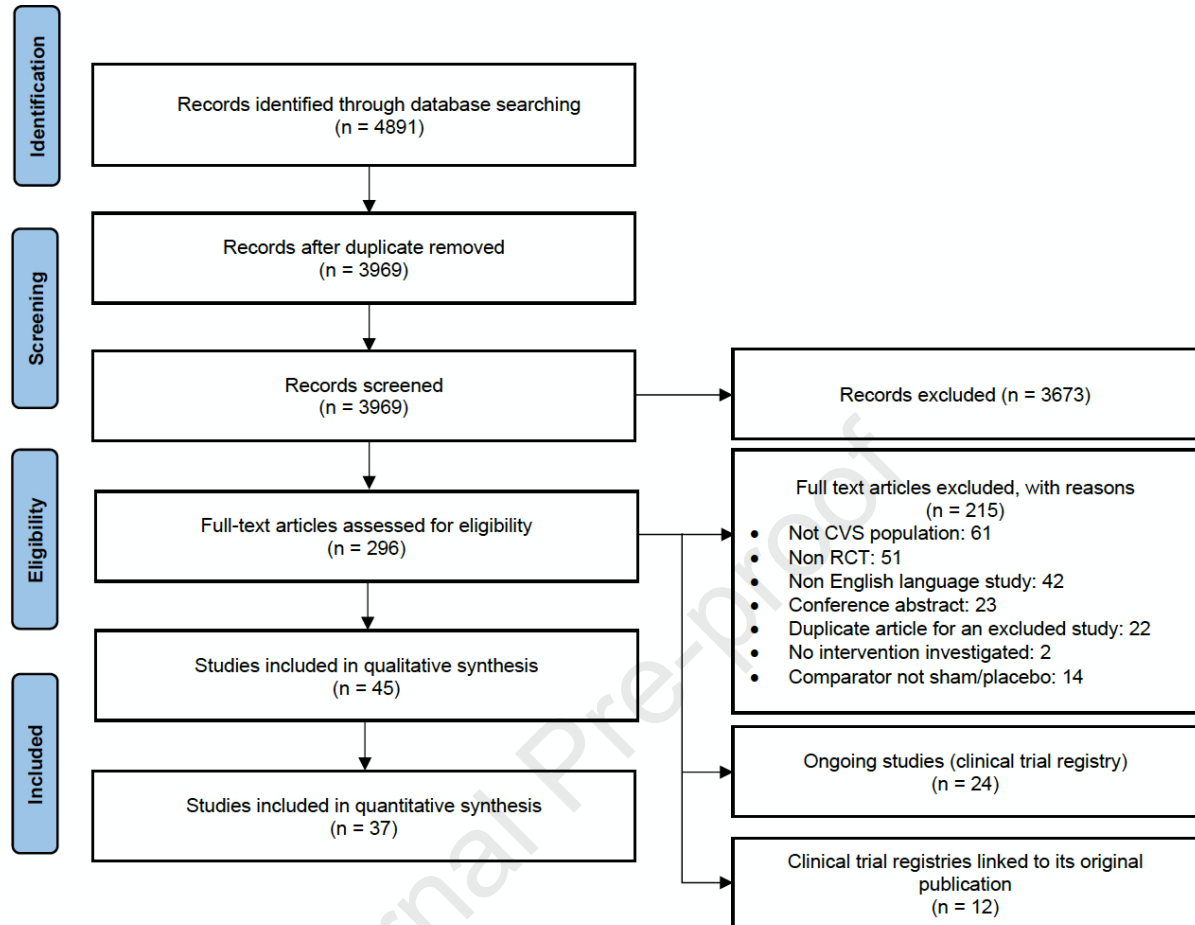 Identification
Records identified through database searching
(n = 4891)
Records after duplicate removed
(n = 3969)
Screening
Records screened
(n = 3969)
Records excluded (n = 3673)
Eligibility
Full-text articles assessed for eligibility
(n = 296)
Full text articles excluded, with reasons
(n = 215)
• Not CVS population: 61
• Non RCT: 51
• Non English language study: 42
• Conference abstract: 23
• Duplicate article for an excluded study: 22
• No intervention investigated: 2
• Comparator not sham/placebo: 14
Studies included in qualitative synthesis
(n = 45)
Ongoing studies (clinical trial registry)
(n = 24)
Included
Studies included in quantitative synthesis
(n = 37)
Clinical trial registries linked to its original
publication
(n = 12)
rnal Pre-proof